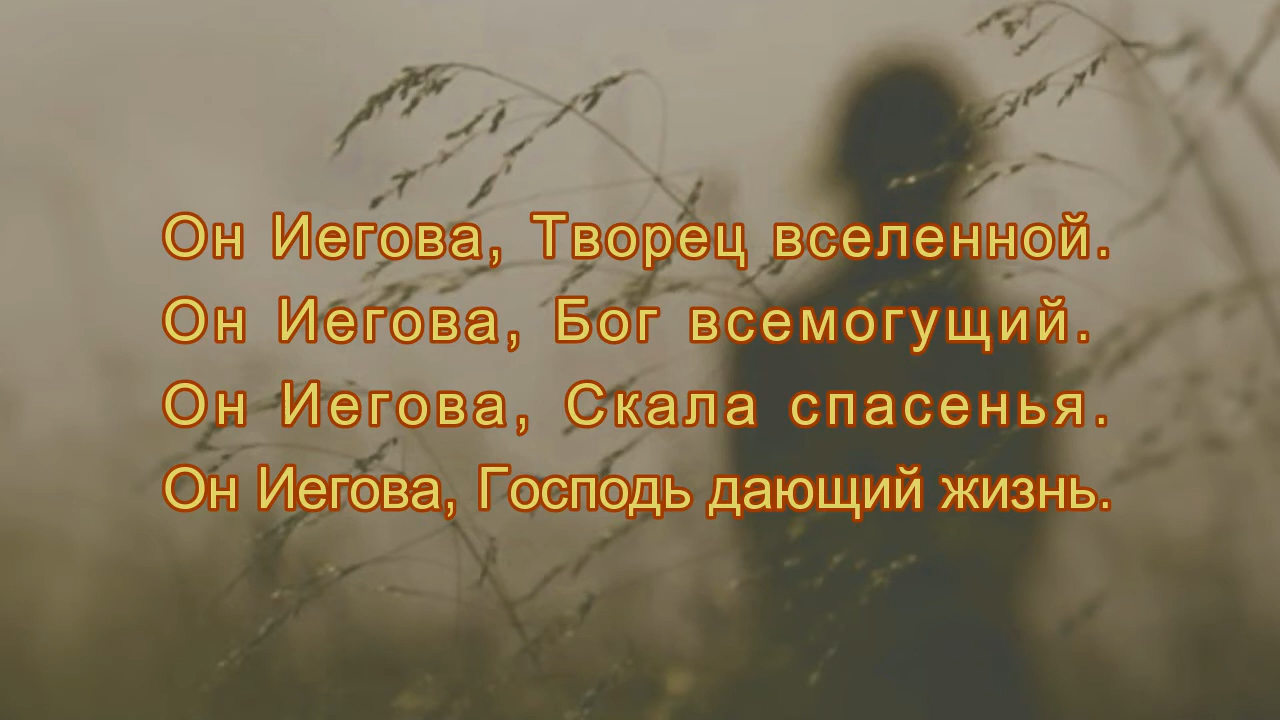 Он Иегова, Творец вселенной.
Он Иегова, Бог всемогущий.
Он Иегова, Скала спасенья.
Он Иегова, Господь дающий жизнь.